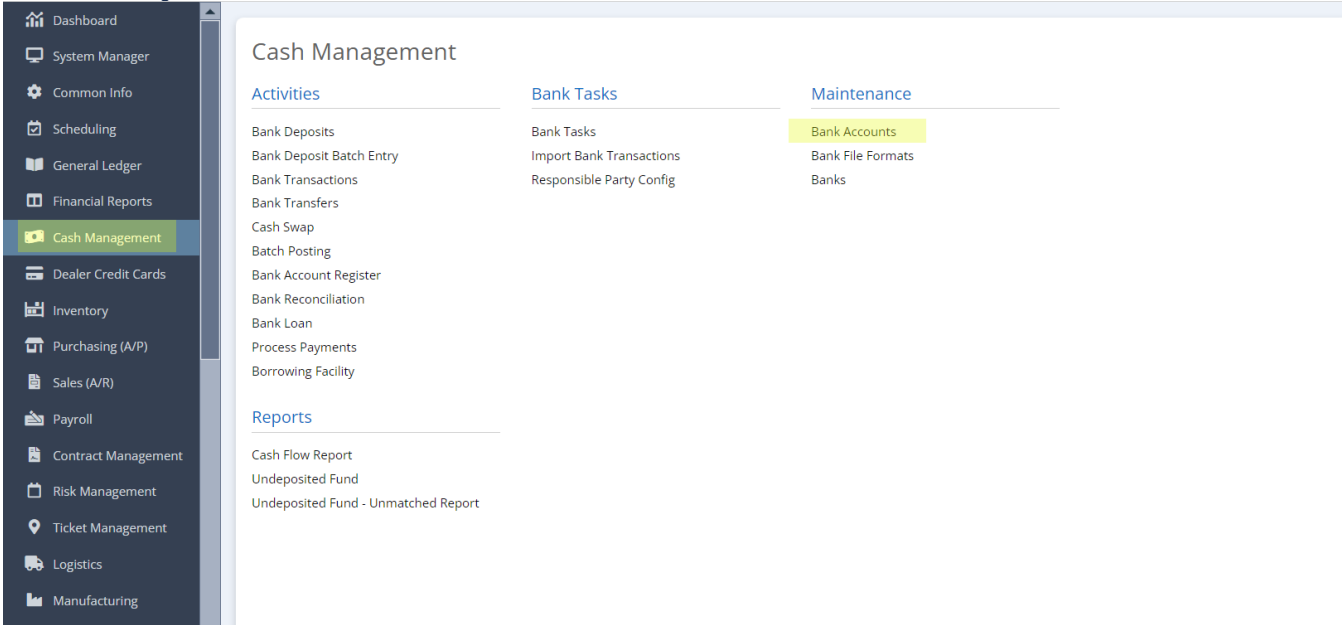 Dashboard
System Manager
Common Info
Scheduling
General Ledger
Financial Reports
Cash Management
Dealer Credit Cards
Inventory
Purchasing (A/P)
Sales (A/R)
Payroll
Contract Management
Risk Management
Ticket Management
Logistics
Manufacturing
Cash Management
Activities
Bank Deposits
Bank Deposit Batch Entry
Bank Transactions
Bank Transfers
Cash Swap
Batch Posting
Bank Account Register
Bank Reconciliation
Bank Loan
Process Payments
Borrowing Facility
Reports
Cash Flow Report
Undeposited Fund
Undeposited Fund - Unmatched Report
Bank Tasks
Bank Tasks
Import Bank Transactions
Responsible Party Config
Maintenance
Bank Accounts
Bank File Formats
Banks